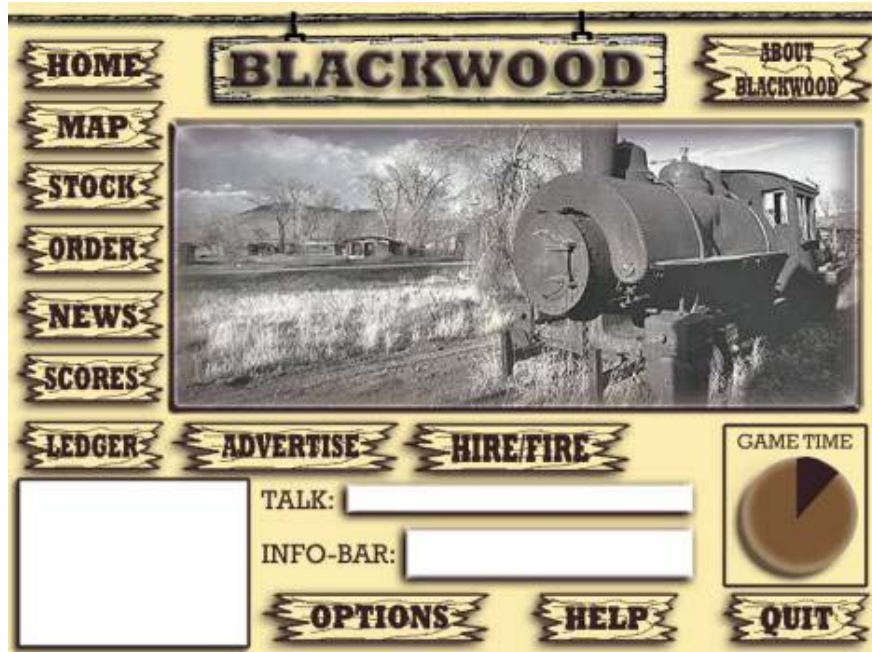 BLACKWOOD
ABOUT
BLACKWOOD
HOME
MAP
STOCK
ORDER
NEWS
SCORES
LEDGER
ADVERTISE
HIRE/FIRE
GAME TIME
TALK:
INFO-BAR:
OPTIONS
HELP
QUIT